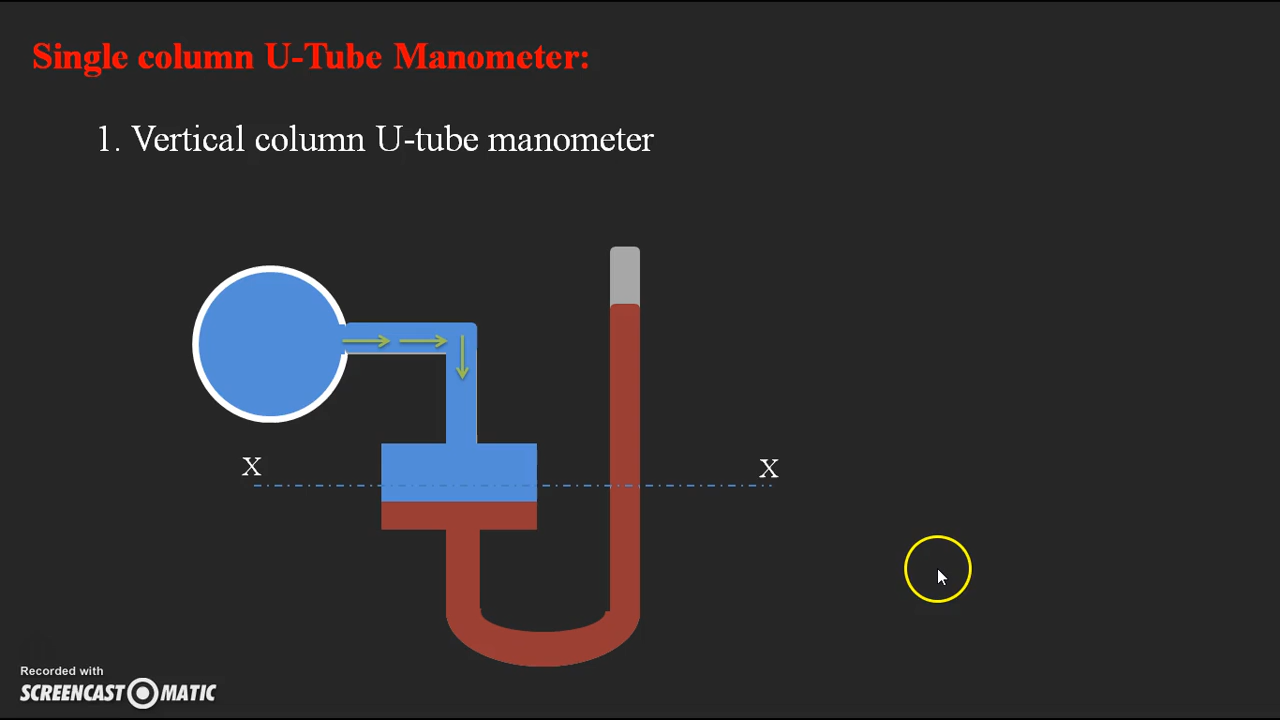 Single column U-Tube Manometer:
1. Vertical column U-tube manometer
X X
Recorded with
SCREENCAST MATIC